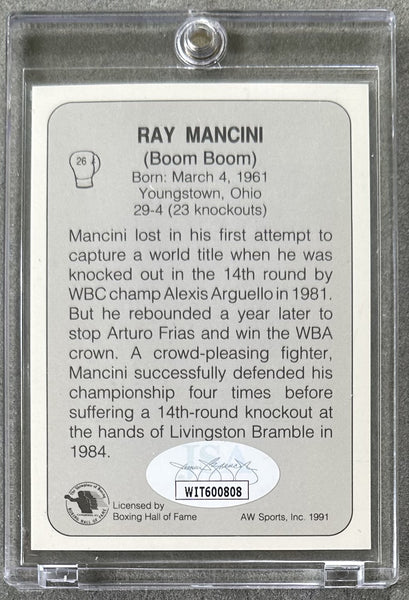 26
RAY MANCINI
(Boom Boom)
Born: March 4, 1961
Youngstown, Ohio
29-4 (23 knockouts)
Mancini lost in his first attempt to
capture a world title when he was
knocked out in the 14th round by
WBC champ Alexis Arguello in 1981.
But he rebounded a year later to
stop Arturo Frias and win the WBA
crown. A crowd-pleasing fighter,
Mancini successfully defended his
championship four times before
suffering a 14th-round knockout at
the hands of Livingston Bramble in
1984.
JSA
WIT600808
Licensed by
Boxing Hall of Fame
AW Sports, Inc. 1991